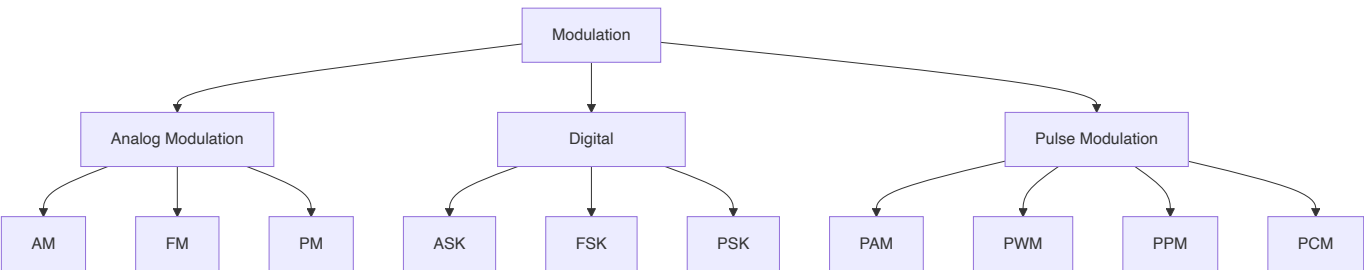 Modulation
Analog Modulation
Digital
Pulse Modulation
AM
FM
PM
ASK
FSK
PSK
PAM
PWM
PPM
PCM